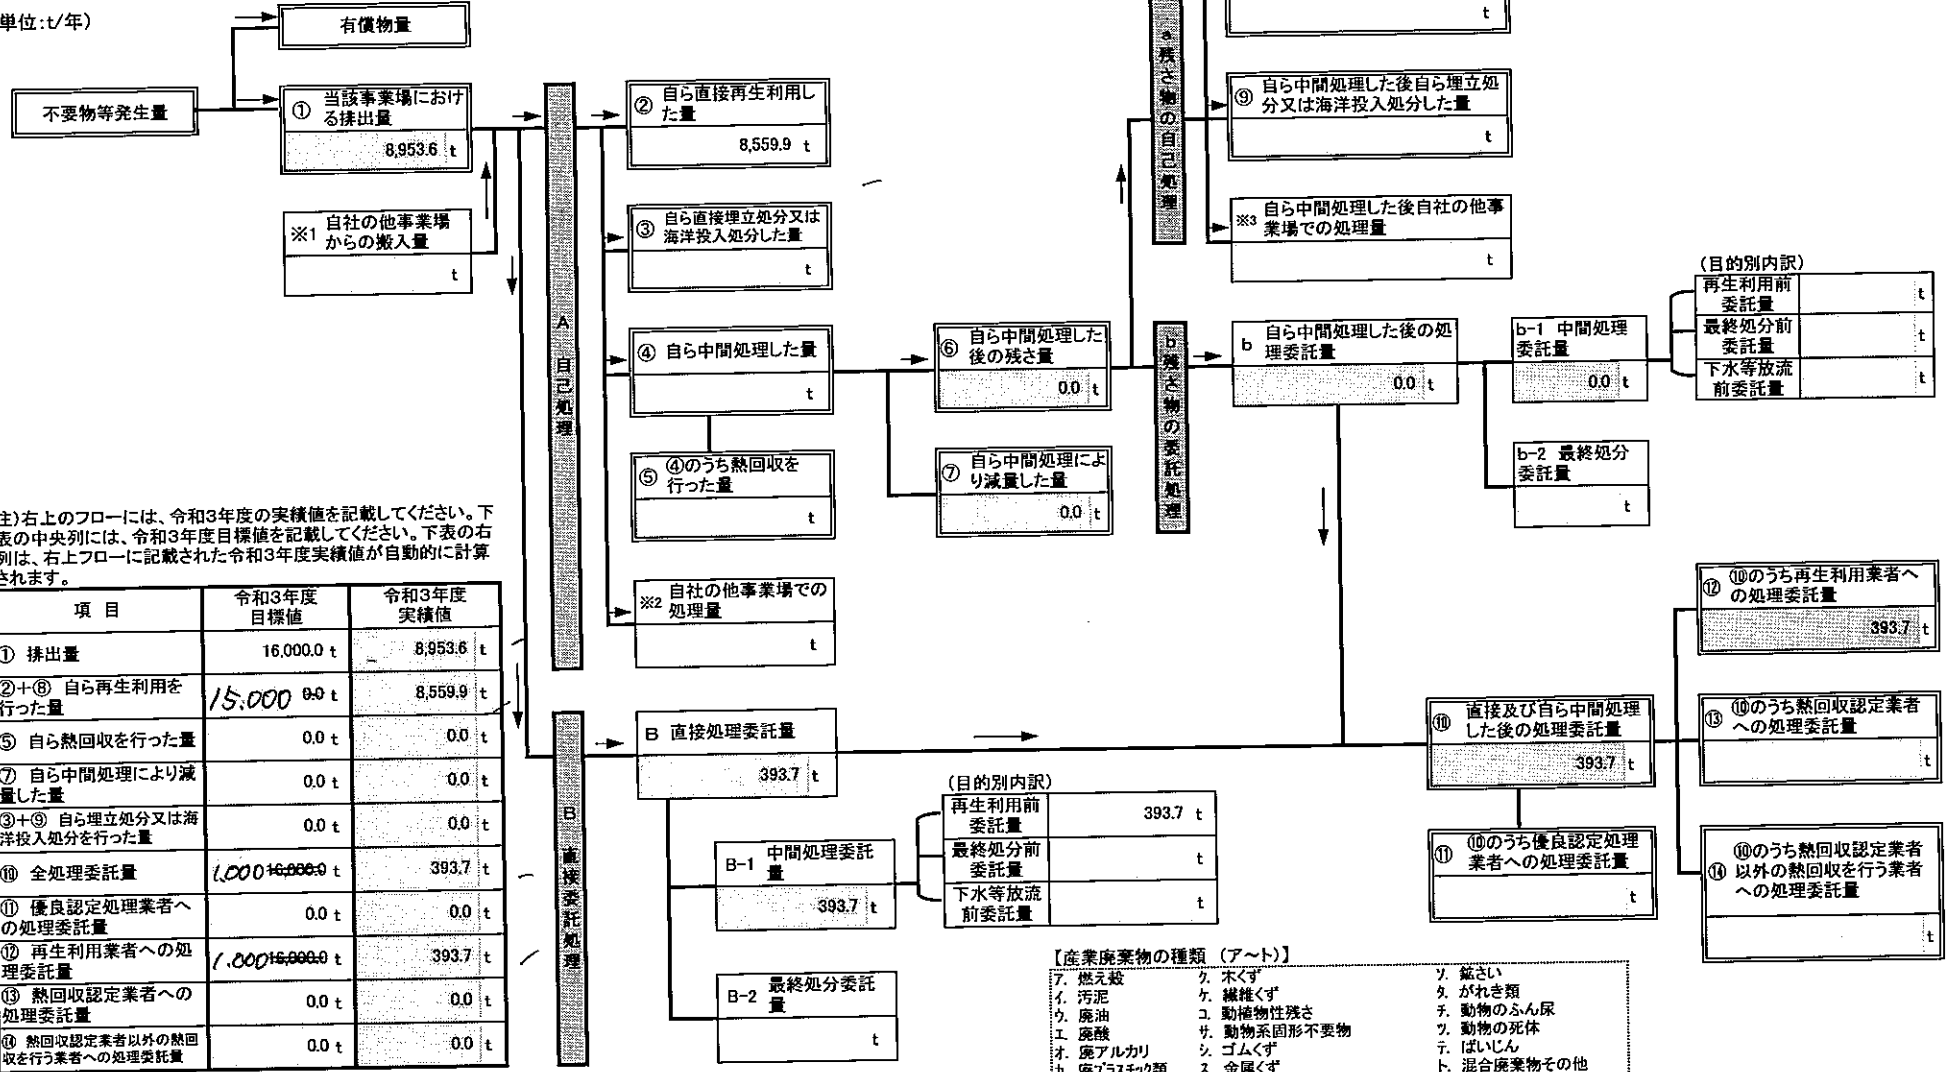 単位:t/年)
有償物量
不要物等発生量
① 当該事業場におけ
る排出量
8,953.6 t
※1 自社の他事業場
からの搬入量
t
A 自己処理
② 自ら直接再生利用し
た量
8,559.9 t
③ 自ら直接埋立処分又は
海洋投入処分した量
t
④ 自ら中間処理した量
t
⑤ ④のうち熱回収を
行った量
t
※2 自社の他事業場での
処理量
t
⑥ 自ら中間処理した
後の残さ量
0.0 t
⑦ 自ら中間処理によ
り減量した量
0.0 t
a 残さ物の自己処理
t
⑨ 自ら中間処理した後自ら埋立処
分又は海洋投入処分した量
t
※3 自ら中間処理した後自社の他事
業場での処理量
t
b 残さ物の委託処理
b 自ら中間処理した後の処
理委託量
0.0 t
b-1 中間処理
委託量
0.0 t
(目的別内訳)
再生利用前
委託量 t
最終処分前
委託量 t
下水等放流
前委託量 t
b-2 最終処分
委託量
t
注)右上のフローには、令和3年度の実績値を記載してください。下
表の中央列には、令和3年度目標値を記載してください。下表の右
列は、右上フローに記載された令和3年度実績値が自動的に計算
されます。
項 目 令和3年度 目標値 令和3年度 実績値
① 排出量 16,000.0 t 8,953.6 t
②+⑧ 自ら再生利用を
行った量 15.000 0.0 t 8,559.9 t
⑤ 自ら熱回収を行った量 0.0 t 0.0 t
⑦ 自ら中間処理により減
量した量 0.0 t 0.0 t
③+⑨ 自ら埋立処分又は海
洋投入処分を行った量 0.0 t 0.0 t
⑩ 全処理委託量 1.000 16,000.0 t 393.7 t
⑪ 優良認定処理業者へ
の処理委託量 0.0 t 0.0 t
⑫ 再生利用業者への処
理委託量 1.000 16,000.0 t 393.7 t
⑬ 熱回収認定業者への
処理委託量 0.0 t 0.0 t
⑭ 熱回収認定業者以外の熱回
収を行う業者への処理委託量 0.0 t 0.0 t
B 直接委託処理
B 直接処理委託量
393.7 t
B-1 中間処理委託
量
393.7 t
(目的別内訳)
再生利用前
委託量 393.7 t
最終処分前
委託量 t
下水等放流
前委託量 t
B-2 最終処分委託
量
t
⑩ 直接及び自ら中間処理
した後の処理委託量
393.7 t
⑪ ⑩のうち優良認定処理
業者への処理委託量
t
⑫ ⑩のうち再生利用業者へ
の処理委託量
393.7 t
⑬ ⑩のうち熱回収認定業者
への処理委託量
t
⑭ ⑩のうち熱回収認定業者
以外の熱回収を行う業者
への処理委託量
t
【産業廃棄物の種類 (ア~ト)】
ア. 燃え殻
イ. 汚泥
ウ. 廃油
エ. 廃酸
オ. 廃アルカリ
カ. 廃プラスチック類
ク. 木くず
ケ. 繊維くず
コ. 動植物性残さ
サ. 動物系固形不要物
シ. ゴムくず
ス. 金属くず
ソ. 鉱さい
タ. がれき類
チ. 動物のふん尿
ツ. 動物の死体
テ. ばいじん
ト. 混合廃棄物その他